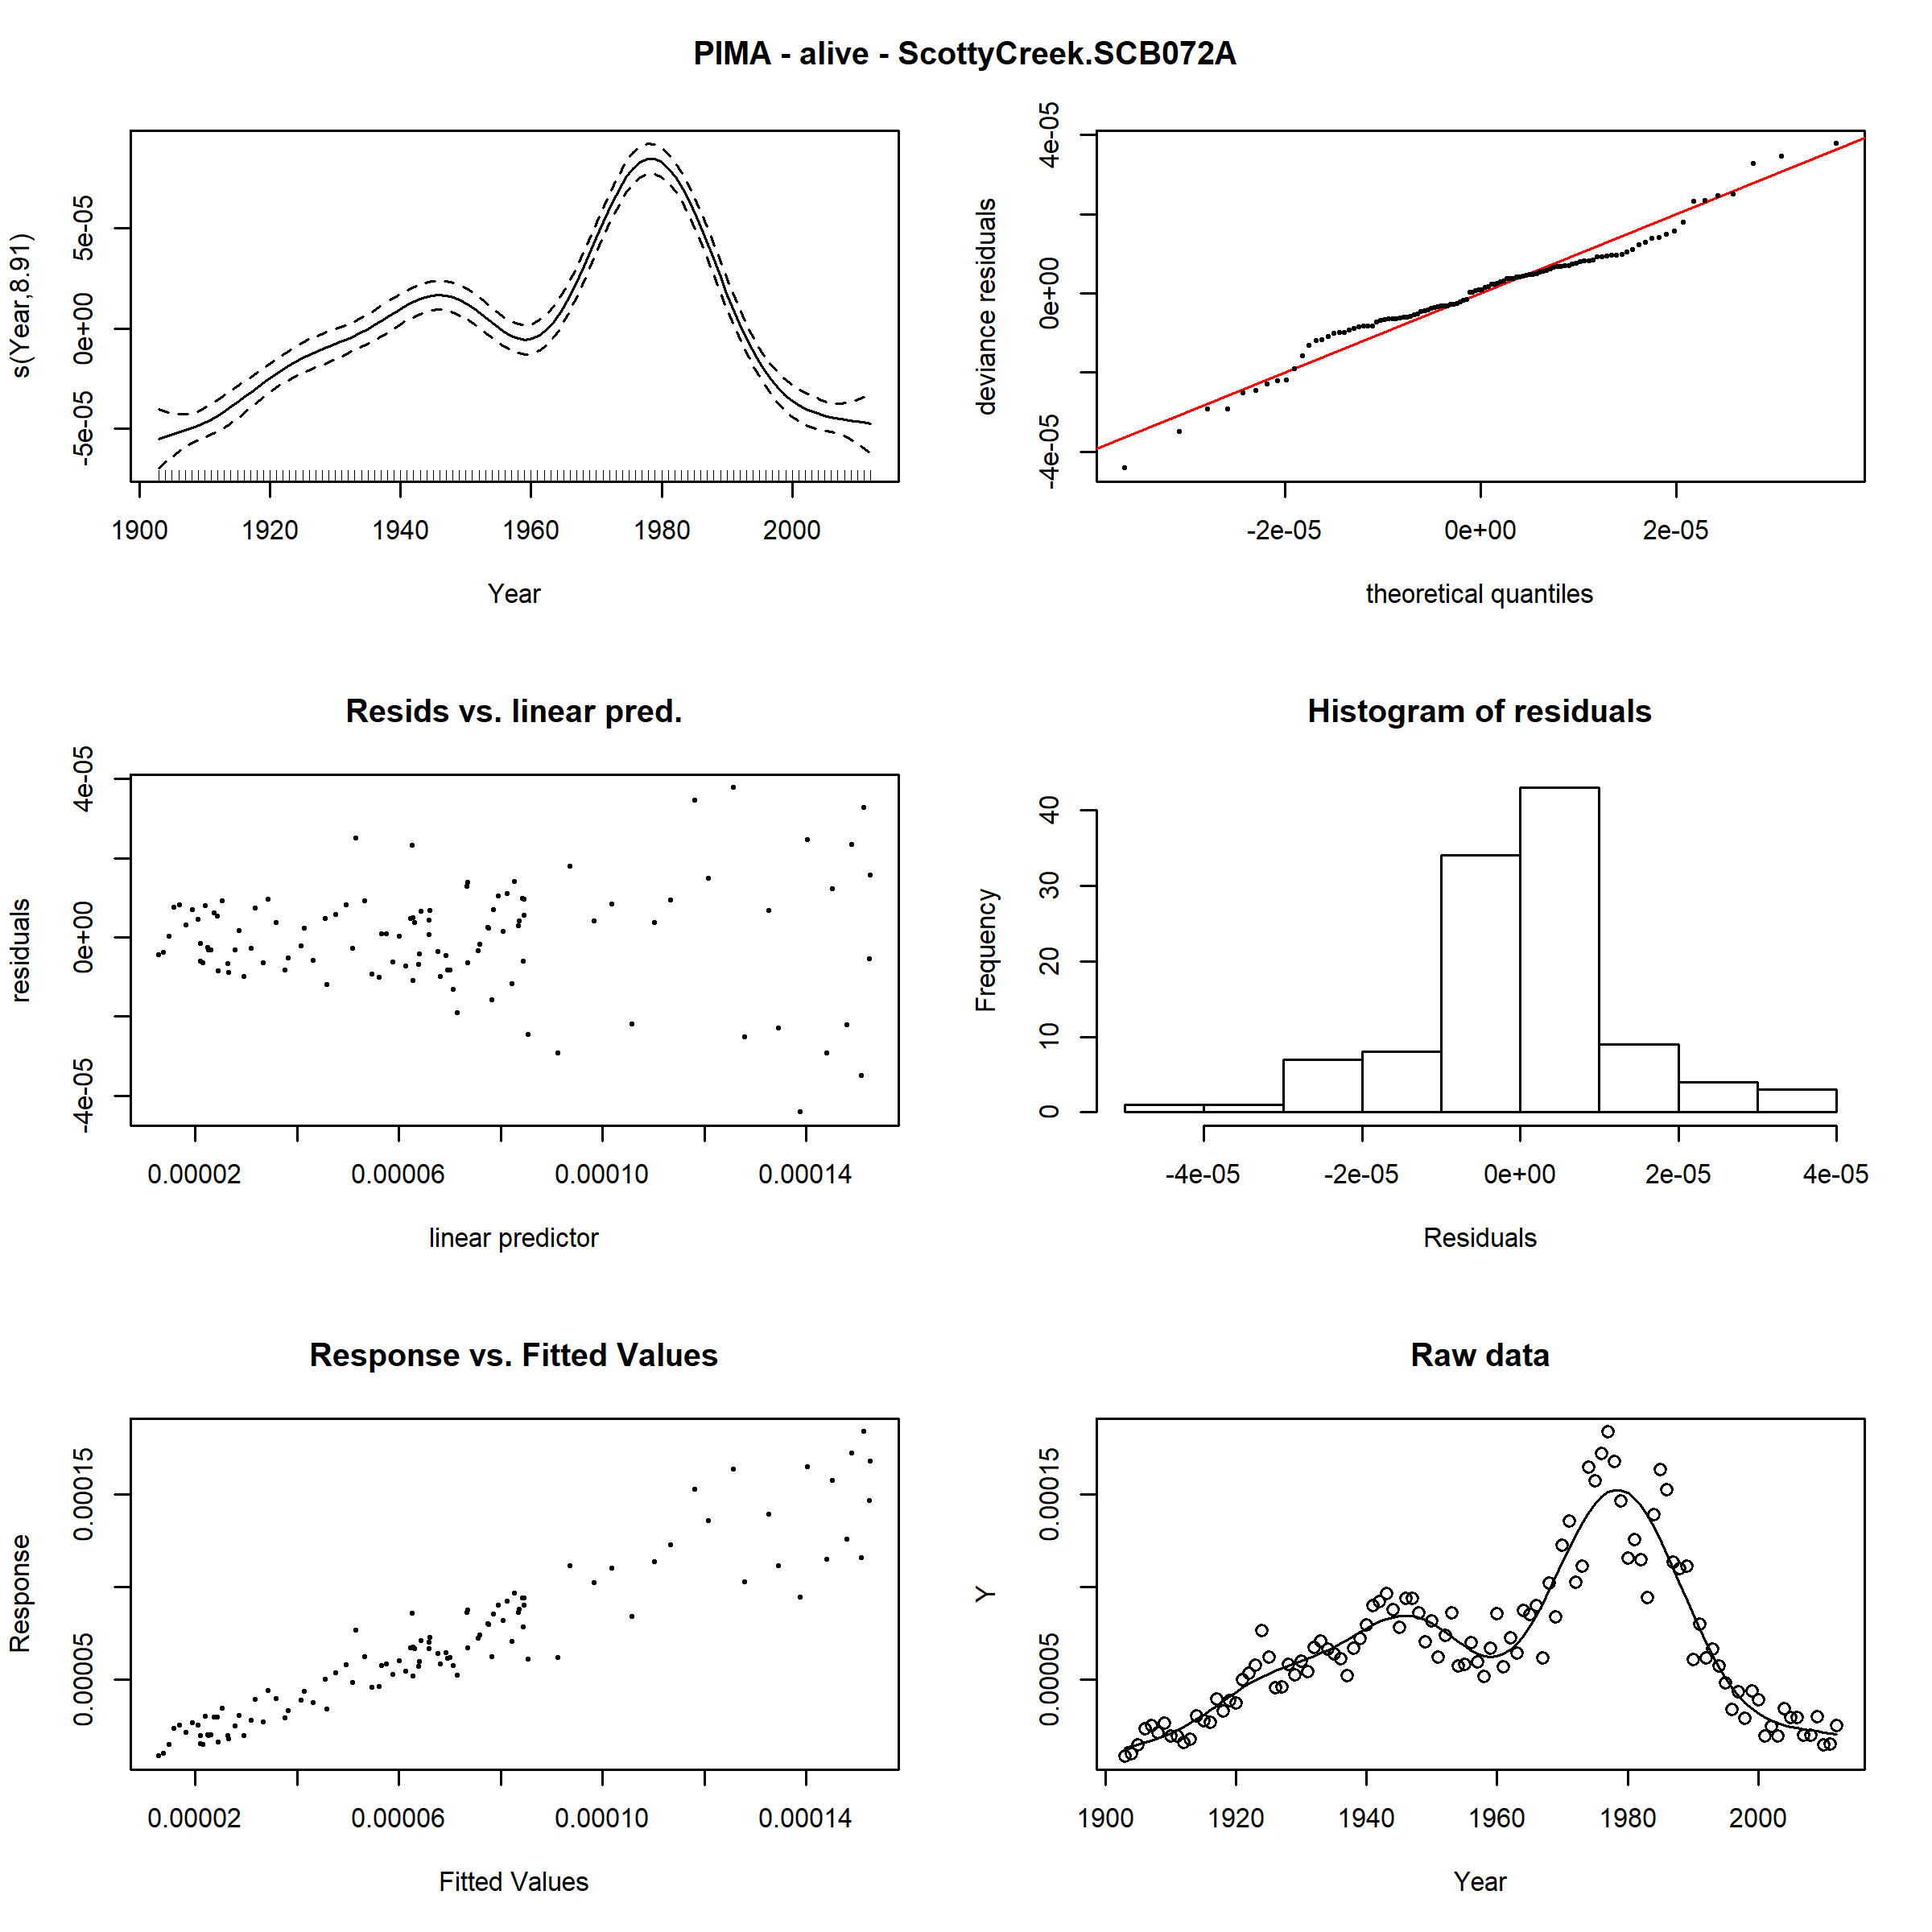 PIMA - alive - ScottyCreek.SCB072A
s(Year,8.91)
-5e-05 0e+00 5e-05
1900 1920 1940 1960 1980 2000
Year
deviance residuals
-4e-05 0e+00 4e-05
-2e-05 0e+00 2e-05
theoretical quantiles
Resids vs. linear pred.
residuals
-4e-05 0e+00 4e-05
0.00002 0.00006 0.00010 0.00014
linear predictor
Histogram of residuals
Frequency
0 10 20 30 40
-4e-05 -2e-05 0e+00 2e-05 4e-05
Residuals
Response vs. Fitted Values
Response
0.00005 0.00015
0.00002 0.00006 0.00010 0.00014
Fitted Values
Raw data
Y
0.00005 0.00015
1900 1920 1940 1960 1980 2000
Year